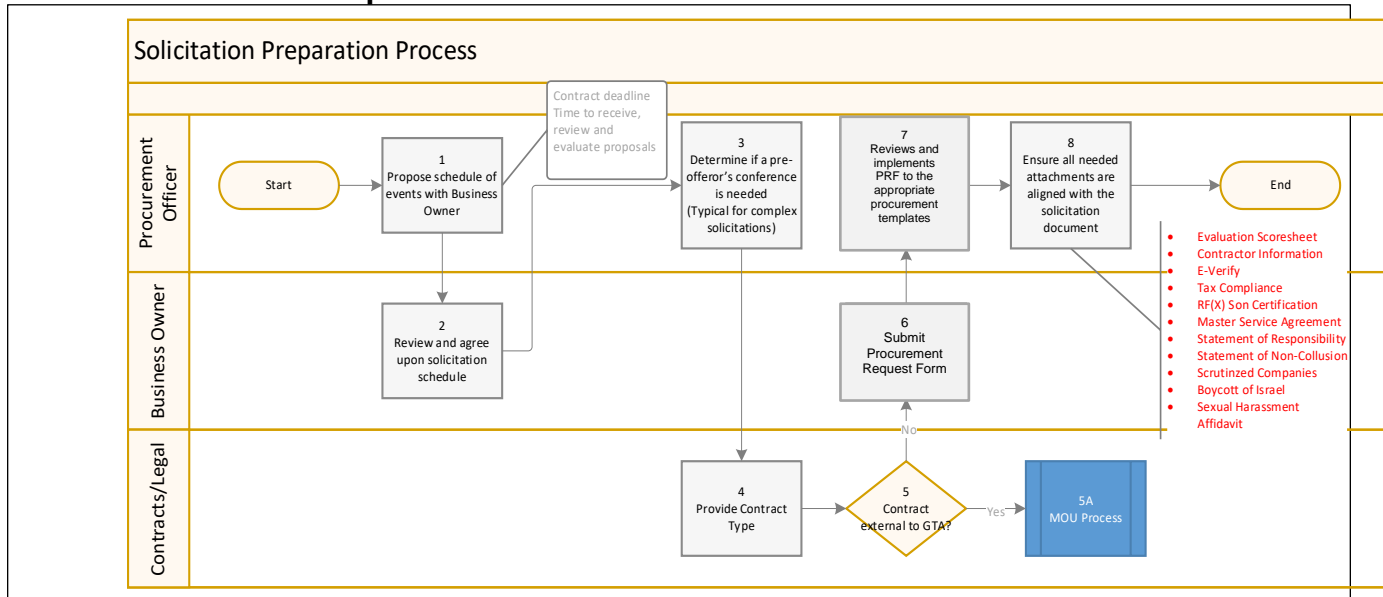 Solicitation Preparation Process
Contract deadline
Time to receive,
review and
evaluate proposals
Procurement
Officer
Start
1
Propose schedule of
events with Business
Owner
3
Determine if a pre-
offeror's conference
is needed
(Typical for complex
solicitations)
7
Reviews and
implements
PRF to the
appropriate
procurement
templates
8
Ensure all needed
attachments are
aligned with the
solicitation
document
End
• Evaluation Scoresheet
• Contractor Information
• E-Verify
• Tax Compliance
• RF(X) Son Certification
• Master Service Agreement
• Statement of Responsibility
• Statement of Non-Collusion
• Scrutinzed Companies
• Boycott of Israel
• Sexual Harassment
Affidavit
Business Owner
2
Review and agree
upon solicitation
schedule
6
Submit
Procurement
Request Form
No
Contracts/Legal
4
Provide Contract
Type
5
Contract
external to GTA?
Yes
5A
MOU Process